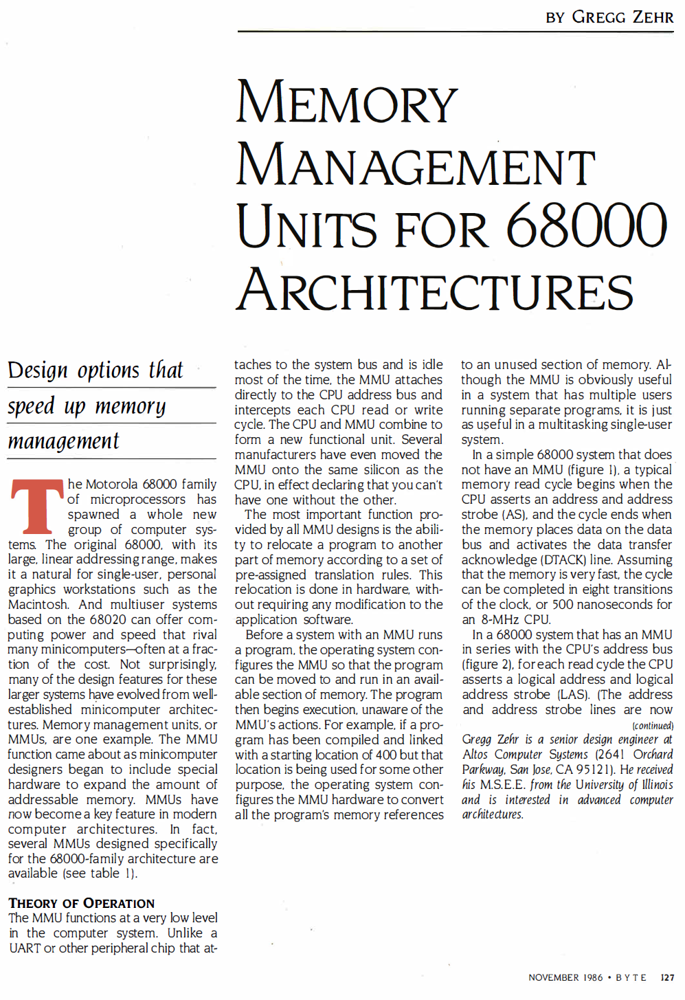 BY GREGG ZEHR
MEMORY
MANAGEMENT
UNITS FOR 68000
ARCHITECTURES
Design options that
speed up memory
management
The Motorola 68000 family
of microprocessors has
spawned a whole new
group of computer sys-
tems. The original 68000, with its
large, linear addressing range, makes
it a natural for single-user, personal
graphics workstations such as the
Macintosh. And multiuser systems
based on the 68020 can offer com-
puting power and speed that rival
many minicomputers—often at a frac-
tion of the cost. Not surprisingly,
many of the design features for these
larger systems have evolved from well-
established minicomputer architec-
tures. Memory management units, or
MMUs, are one example. The MMU
function came about as minicomputer
designers began to include special
hardware to expand the amount of
addressable memory. MMUs have
now become a key feature in modern
computer architectures. In fact,
several MMUs designed specifically
for the 68000-family architecture are
available (see table 1).
THEORY OF OPERATION
The MMU functions at a very low level
in the computer system. Unlike a
UART or other peripheral chip that at-
taches to the system bus and is idle
most of the time, the MMU attaches
directly to the CPU address bus and
intercepts each CPU read or write
cycle. The CPU and MMU combine to
form a new functional unit. Several
manufacturers have even moved the
MMU onto the same silicon as the
CPU, in effect declaring that you can't
have one without the other.
The most important function pro-
vided by all MMU designs is the abili-
ty to relocate a program to another
part of memory according to a set of
pre-assigned translation rules. This
relocation is done in hardware, with-
out requiring any modification to the
application software.
Before a system with an MMU runs
a program, the operating system con-
figures the MMU so that the program
can be moved to and run in an avail-
able section of memory. The program
then begins execution, unaware of the
MMU's actions. For example, if a pro-
gram has been compiled and linked
with a starting location of 400 but that
location is being used for some other
purpose, the operating system con-
figures the MMU hardware to convert
all the program's memory references
to an unused section of memory. Al-
though the MMU is obviously useful
in a system that has multiple users
running separate programs, it is just
as useful in a multitasking single-user
system.
In a simple 68000 system that does
not have an MMU (figure 1), a typical
memory read cycle begins when the
CPU asserts an address and address
strobe (AS), and the cycle ends when
the memory places data on the data
bus and activates the data transfer
acknowledge (DTACK) line. Assuming
that the memory is very fast, the cycle
can be completed in eight transitions
of the clock, or 500 nanoseconds for
an 8-MHz CPU.
In a 68000 system that has an MMU
in series with the CPU's address bus
(figure 2), for each read cycle the CPU
asserts a logical address and logical
address strobe (LAS). (The address
and address strobe lines are now
(continued)
Gregg Zehr is a senior design engineer at
Altos Computer Systems (2641 Orchard
Parkway, San Jose, CA 95121). He received
his M.S.E.E. from the University of Illinois
and is interested in advanced computer
architectures.
NOVEMBER 1986 • BYTE 127